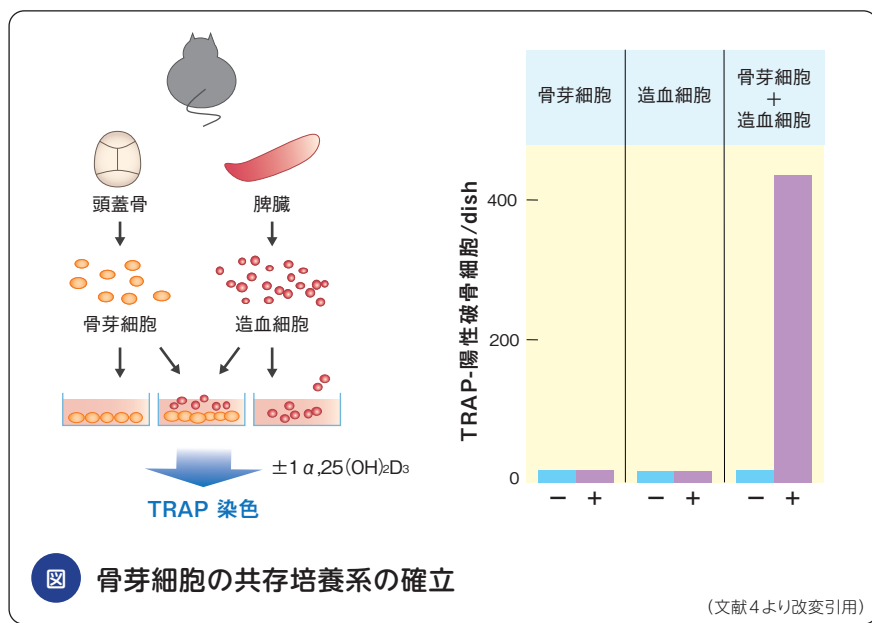 頭蓋骨
脾臓
骨芽細胞
造血細胞
±1α,25(OH)₂D₃
TRAP 染色
骨芽細胞
造血細胞
骨芽細胞
＋
造血細胞
TRAP-陽性破骨細胞/dish
400
200
0
− + − + − +
図 骨芽細胞の共存培養系の確立
（文献4より改変引用）